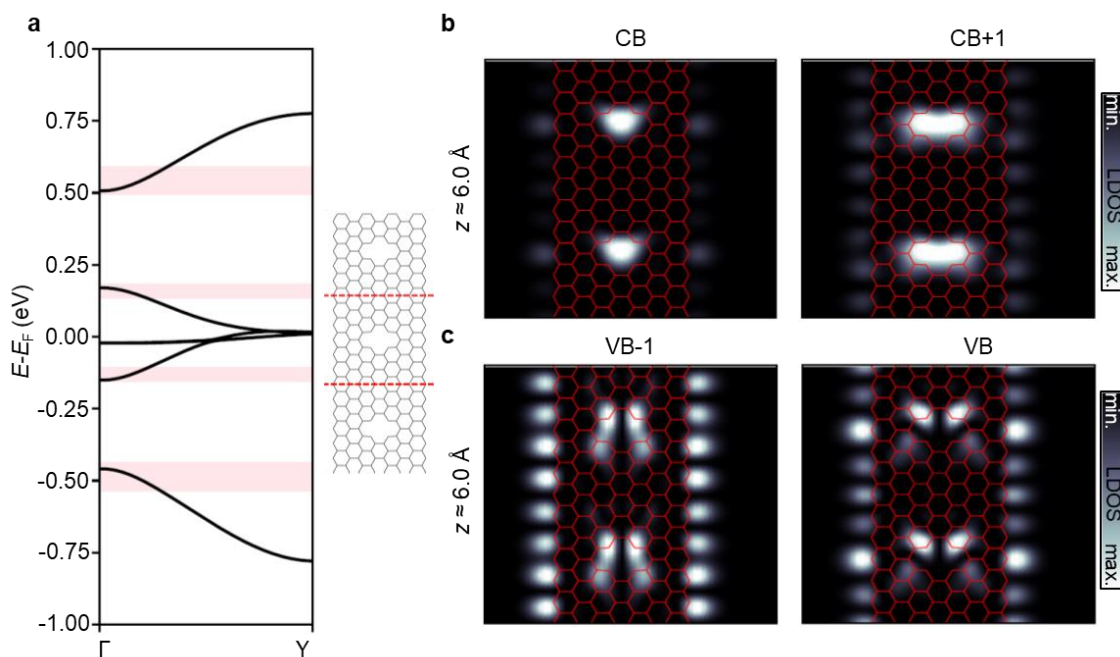 a
1.00
0.75
0.50
0.25
0.00
-0.25
-0.50
-0.75
-1.00
E-E_F (eV)
Γ
Y
b
CB
CB+1
z ≈ 6.0 Å
min.
LDOS
max.
c
VB-1
VB
z ≈ 6.0 Å
min.
LDOS
max.